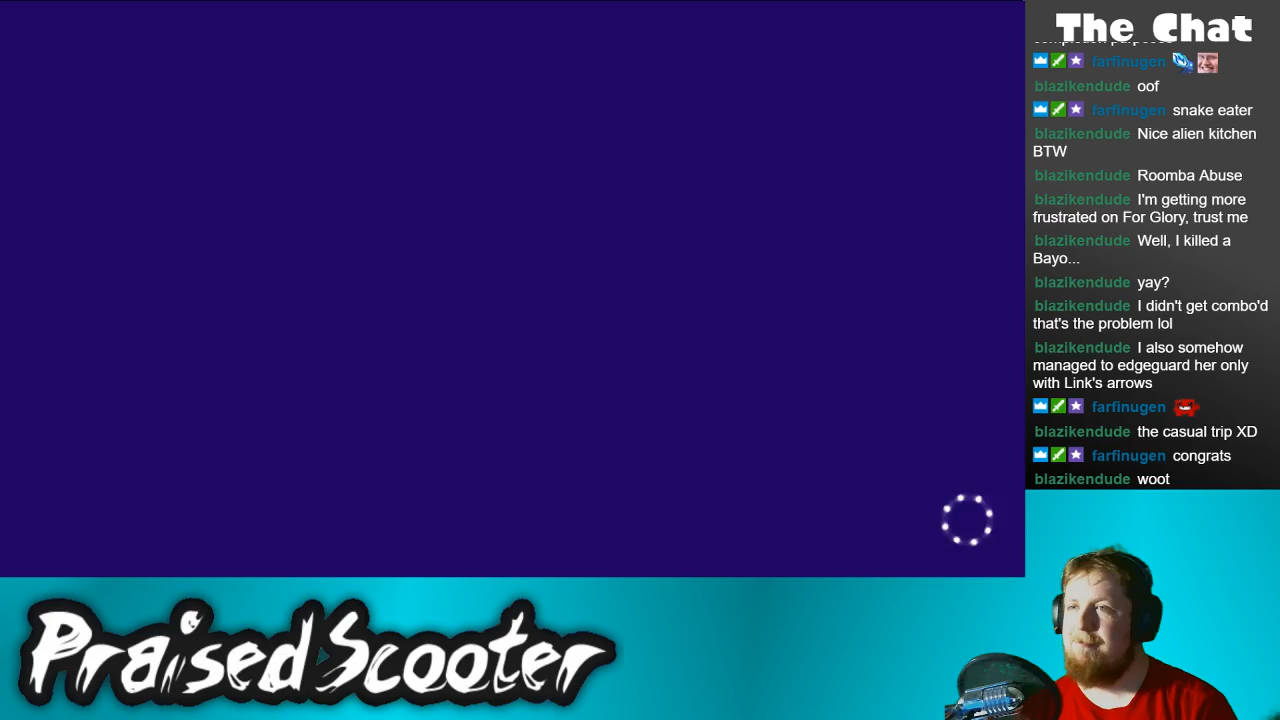 The Chat
farfinugen
blazikendude oof
farfinugen snake eater
blazikendude Nice alien kitchen
BTW
blazikendude Roomba Abuse
blazikendude I'm getting more
frustrated on For Glory, trust me
blazikendude Well, I killed a
Bayo...
blazikendude yay?
blazikendude I didn't get combo'd
that's the problem lol
blazikendude I also somehow
managed to edgeguard her only
with Link's arrows
farfinugen
blazikendude the casual trip XD
farfinugen congrats
blazikendude woot
PraisedScooter